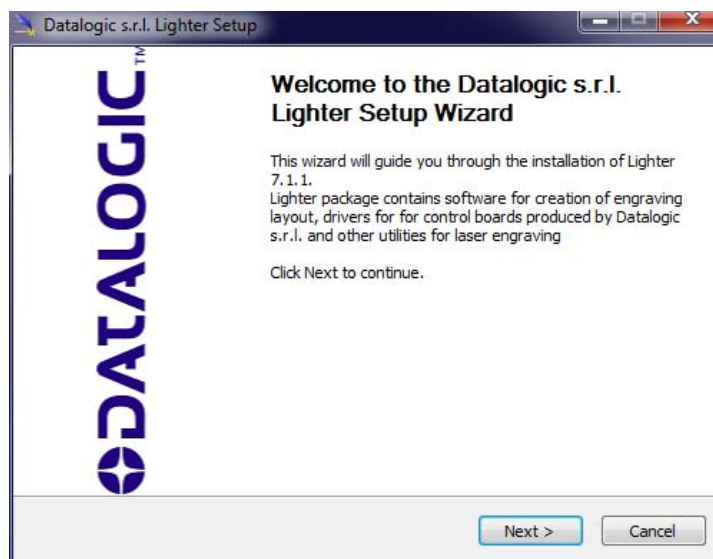 Datalogic s.r.l. Lighter Setup
DATALOGIC™
Welcome to the Datalogic s.r.l.
Lighter Setup Wizard
This wizard will guide you through the installation of Lighter
7.1.1.
Lighter package contains software for creation of engraving
layout, drivers for for control boards produced by Datalogic
s.r.l. and other utilities for laser engraving
Click Next to continue.
Next >
Cancel